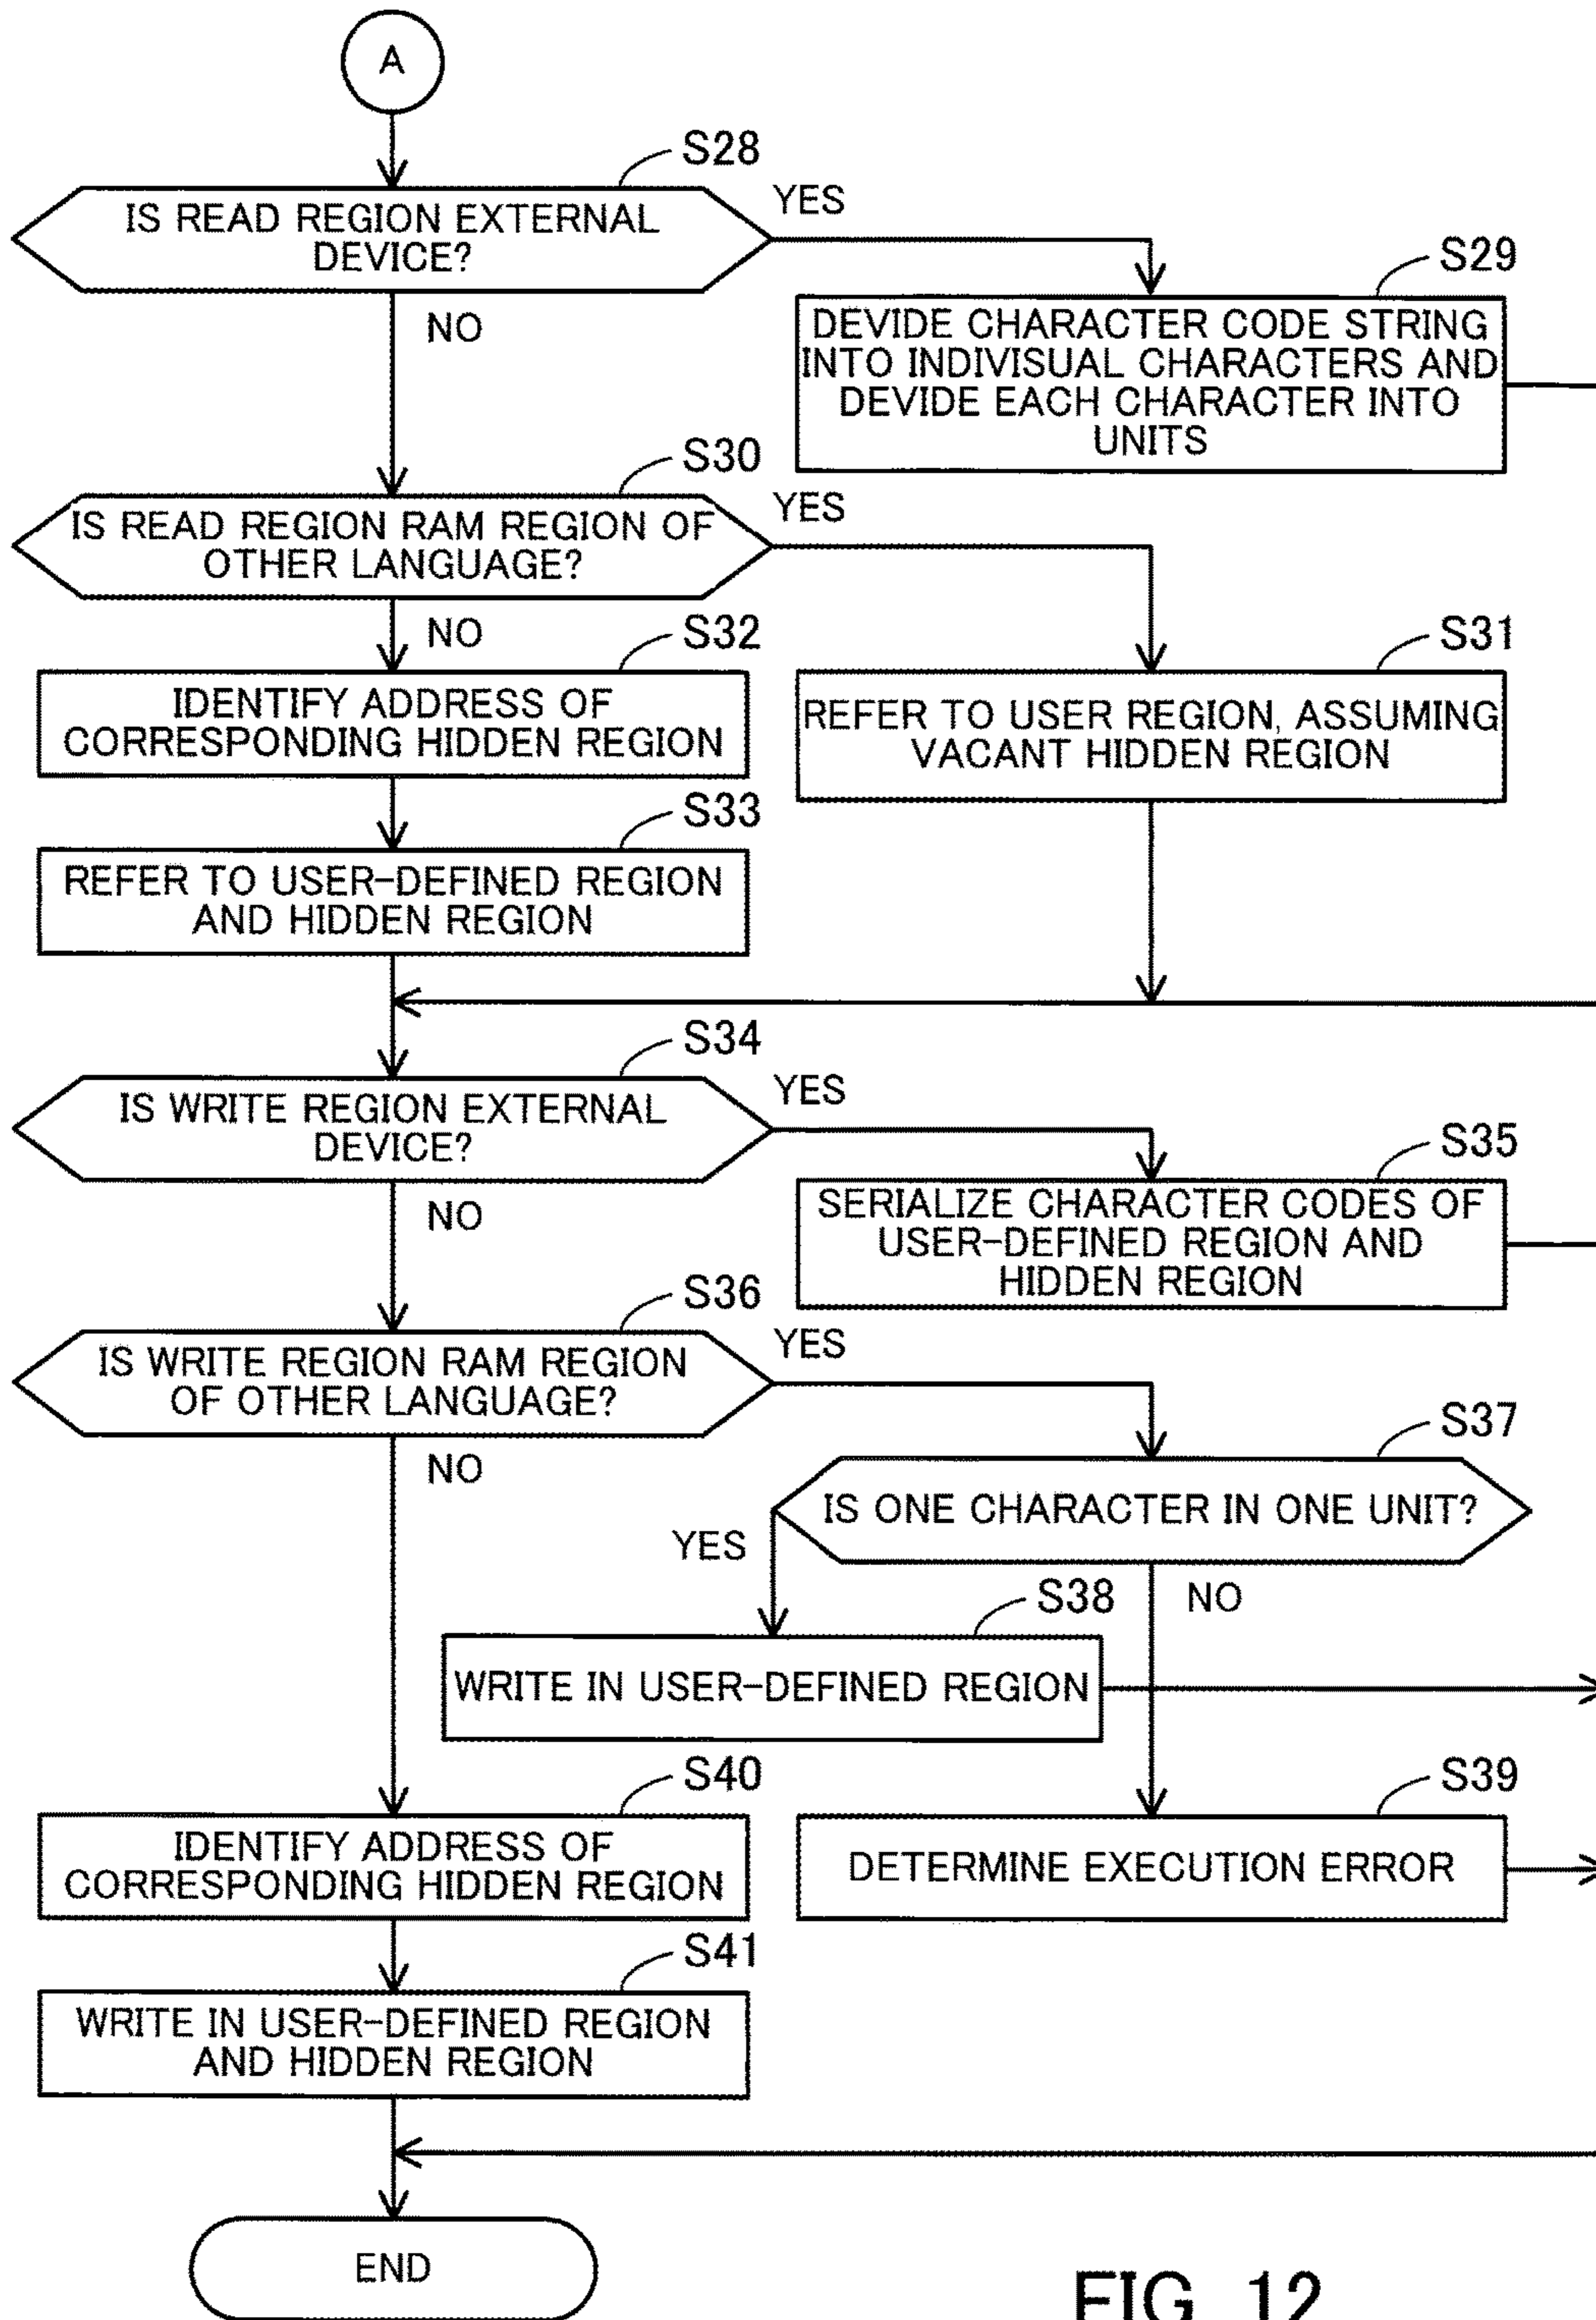 A
S28
IS READ REGION EXTERNAL
DEVICE?
YES
NO
S29
DEVIDE CHARACTER CODE STRING
INTO INDIVISUAL CHARACTERS AND
DEVIDE EACH CHARACTER INTO
UNITS
S30
IS READ REGION RAM REGION OF
OTHER LANGUAGE?
YES
NO
S31
REFER TO USER REGION, ASSUMING
VACANT HIDDEN REGION
S32
IDENTIFY ADDRESS OF
CORRESPONDING HIDDEN REGION
S33
REFER TO USER-DEFINED REGION
AND HIDDEN REGION
S34
IS WRITE REGION EXTERNAL
DEVICE?
YES
NO
S35
SERIALIZE CHARACTER CODES OF
USER-DEFINED REGION AND
HIDDEN REGION
S36
IS WRITE REGION RAM REGION
OF OTHER LANGUAGE?
YES
NO
S37
IS ONE CHARACTER IN ONE UNIT?
YES
NO
S38
WRITE IN USER-DEFINED REGION
S39
DETERMINE EXECUTION ERROR
S40
IDENTIFY ADDRESS OF
CORRESPONDING HIDDEN REGION
S41
WRITE IN USER-DEFINED REGION
AND HIDDEN REGION
END
FIG. 12